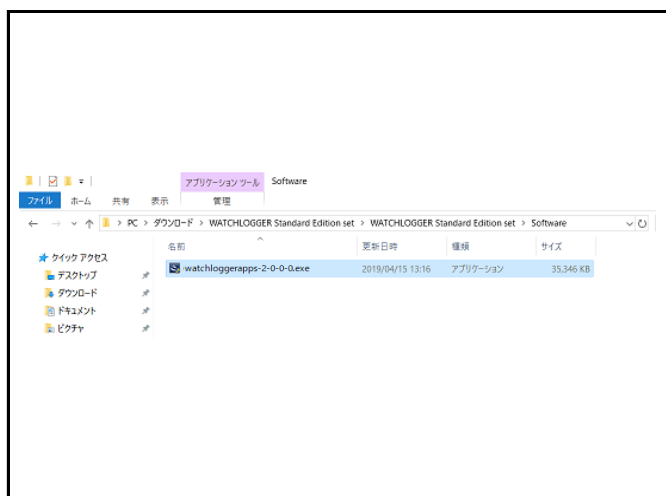 アプリケーション ツール Software
ファイル ホーム 共有 表示 管理
PC > ダウンロード > WATCHLOGGER Standard Edition set > WATCHLOGGER Standard Edition set > Software
名前 更新日時 種類 サイズ
クイック アクセス
watchloggerapps-2-0-0-0.exe 2019/04/15 13:16 アプリケーション 35,346 KB
デスクトップ
ダウンロード
ドキュメント
ピクチャ